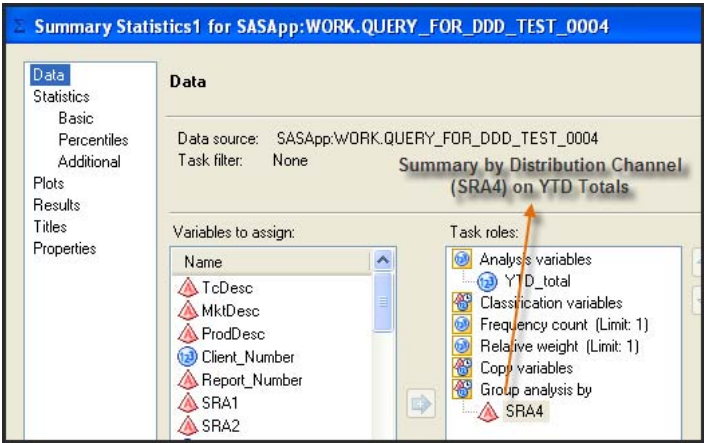 Σ Summary Statistics1 for SASApp:WORK.QUERY_FOR_DDD_TEST_0004
Data
Statistics
Basic
Percentiles
Additional
Plots
Results
Titles
Properties
Data
Data source: SASApp:WORK.QUERY_FOR_DDD_TEST_0004
Task filter: None
Summary by Distribution Channel
(SRA4) on YTD Totals
Variables to assign:
Name
TcDesc
MktDesc
ProdDesc
Client_Number
Report_Number
SRA1
SRA2
Task roles:
Analysis variables
YTD_total
Classification variables
Frequency count (Limit: 1)
Relative weight (Limit: 1)
Copy variables
Group analysis by
SRA4